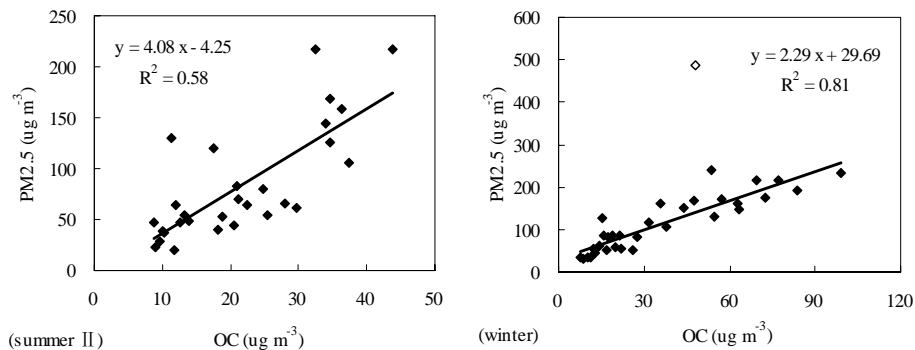 250
200
150
100
50
0
PM2.5 (ug m-3)
y = 4.08 x - 4.25
R2 = 0.58
0 10 20 30 40 50
(summer II) OC (ug m-3)
600
500
400
300
200
100
0
PM2.5 (ug m-3)
y = 2.29 x + 29.69
R2 = 0.81
0 30 60 90 120
(winter) OC (ug m-3)